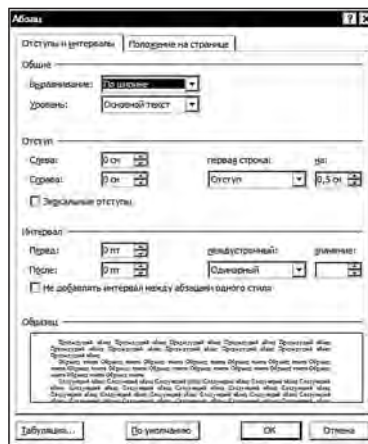 Абзац
Отступы и интервалы Положение на странице
Общие
Выравнивание: По ширине
Уровень: Основной текст
Отступ
Слева: 0 см первая строка: на:
Справа: 0 см Отступ 0,5 см
Зеркальные отступы
Интервал
Перед: 0 пт междустрочный: значение:
После: 0 пт Одинарный
Не добавлять интервал между абзацами одного стиля
Образец
Табуляция... По умолчанию ОК Отмена